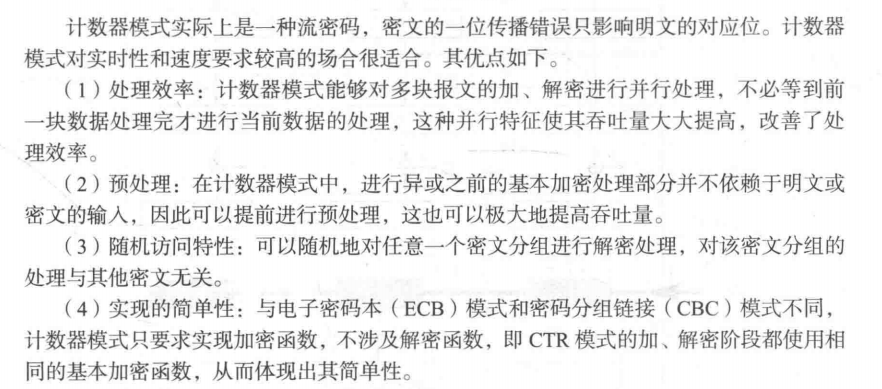 计数器模式实际上是一种流密码，密文的一位传播错误只影响明文的对应位。计数器
模式对实时性和速度要求较高的场合很适合。其优点如下。
（1）处理效率：计数器模式能够对多块报文的加、解密进行并行处理，不必等到前
一块数据处理完才进行当前数据的处理，这种并行特征使其吞吐量大大提高，改善了处
理效率。
（2）预处理：在计数器模式中，进行异或之前的基本加密处理部分并不依赖于明文或
密文的输入，因此可以提前进行预处理，这也可以极大地提高吞吐量。
（3）随机访问特性：可以随机地对任意一个密文分组进行解密处理，对该密文分组的
处理与其他密文无关。
（4）实现的简单性：与电子密码本（ECB）模式和密码分组链接（CBC）模式不同，
计数器模式只要求实现加密函数，不涉及解密函数，即 CTR 模式的加、解密阶段都使用相
同的基本加密函数，从而体现出其简单性。